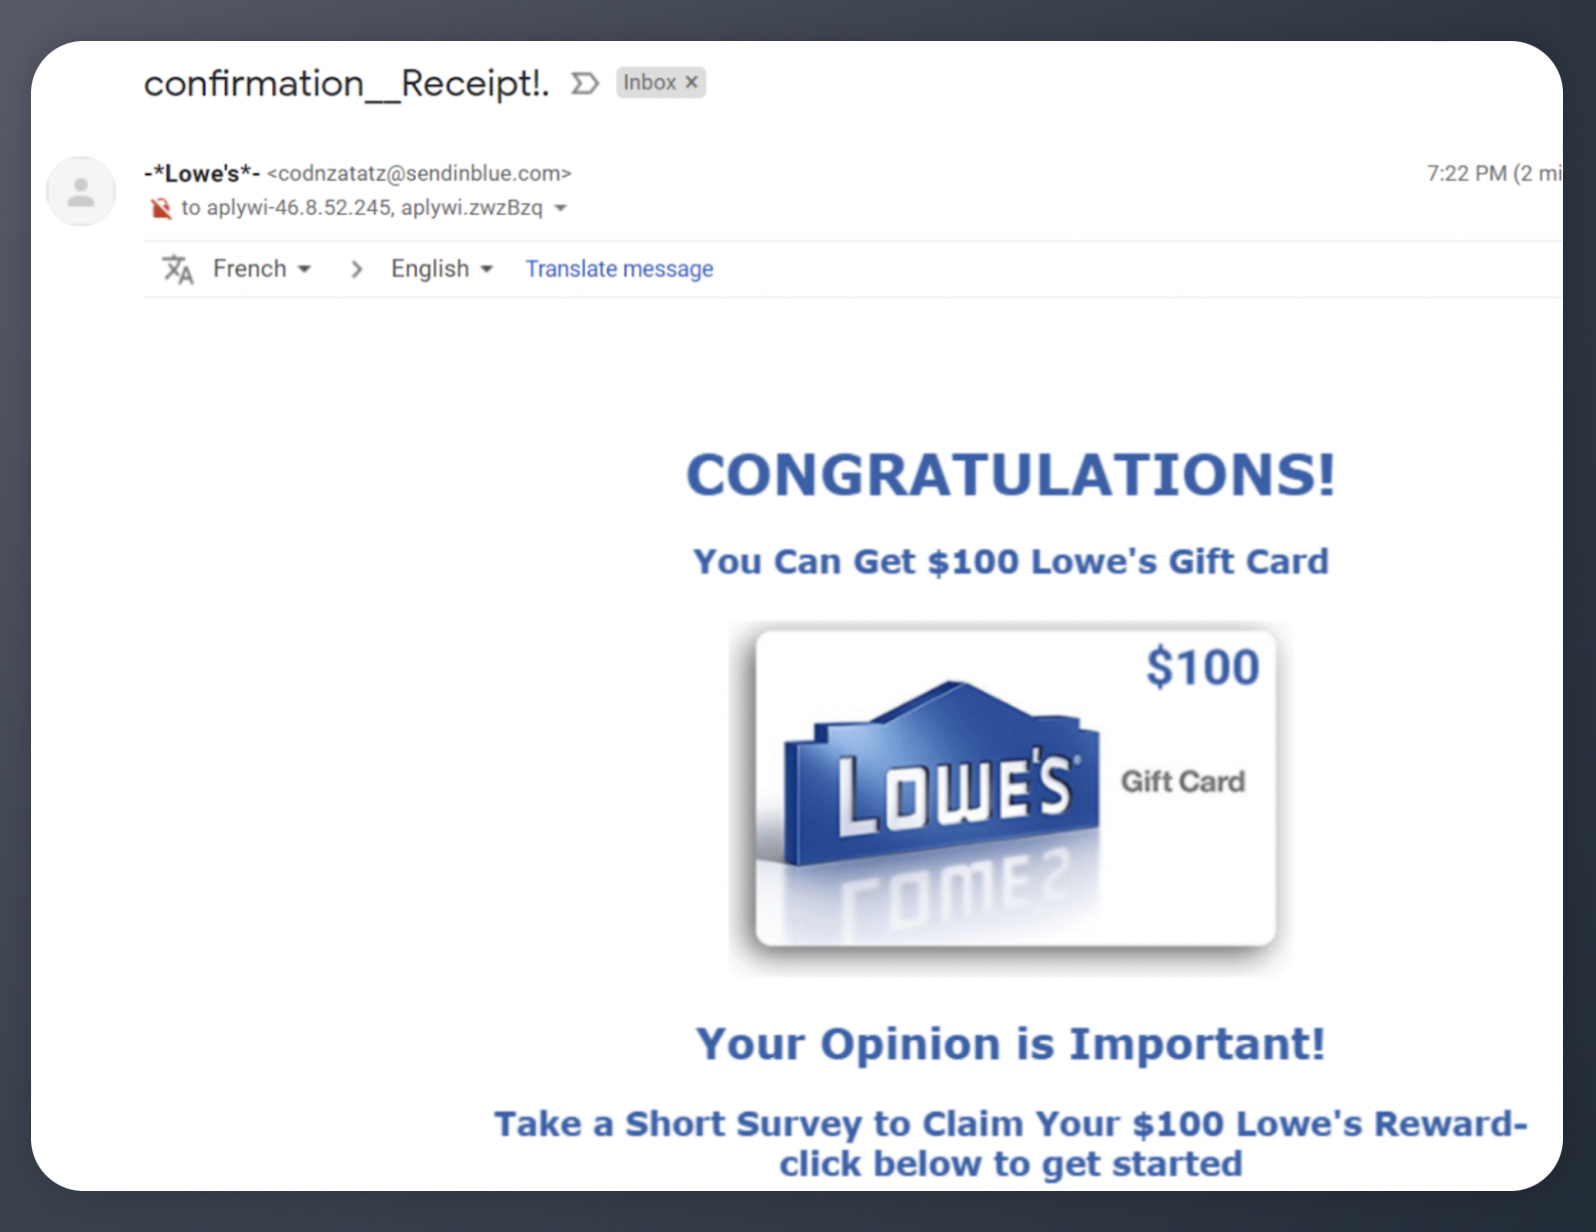 confirmation__Receipt!. Inbox ×
-*Lowe's*- <codnzatatz@sendinblue.com> 7:22 PM (2 mi
to aplywi-46.8.52.245, aplywi.zwzBzq
French > English Translate message
CONGRATULATIONS!
You Can Get $100 Lowe's Gift Card
$100
LOWE'S®
Gift Card
Your Opinion is Important!
Take a Short Survey to Claim Your $100 Lowe's Reward-
click below to get started